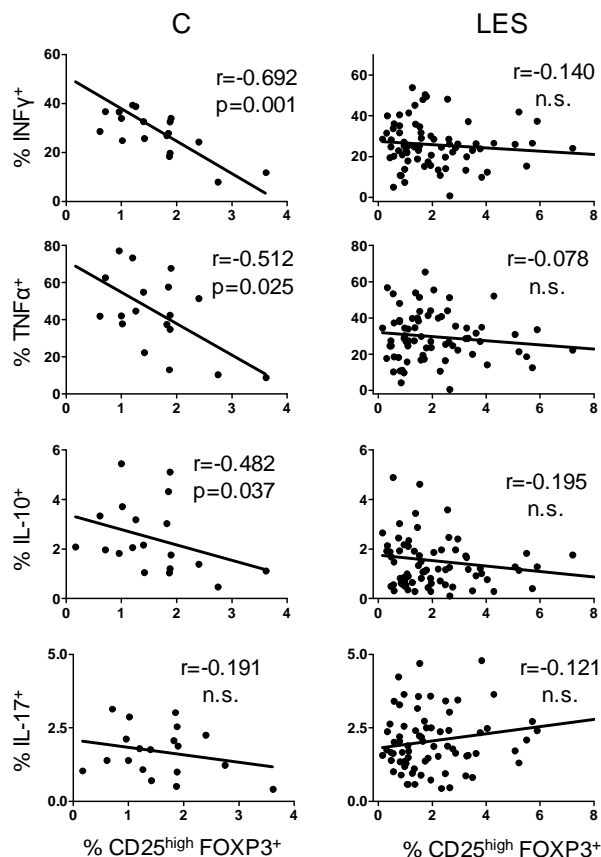 C LES
% INFγ⁺
60
40
20
0
0 1 2 3 4
r=-0.692
p=0.001
60
40
20
0
0 2 4 6 8
r=-0.140
n.s.
% TNFα⁺
80
60
40
20
0
0 1 2 3 4
r=-0.512
p=0.025
80
60
40
20
0
0 2 4 6 8
r=-0.078
n.s.
% IL-10⁺
6
4
2
0
0 1 2 3 4
r=-0.482
p=0.037
6
4
2
0
0 2 4 6 8
r=-0.195
n.s.
% IL-17⁺
5.0
2.5
0.0
0 1 2 3 4
r=-0.191
n.s.
5.0
2.5
0.0
0 2 4 6 8
r=-0.121
n.s.
% CD25ʰⁱᵍʰ FOXP3⁺ % CD25ʰⁱᵍʰ FOXP3⁺